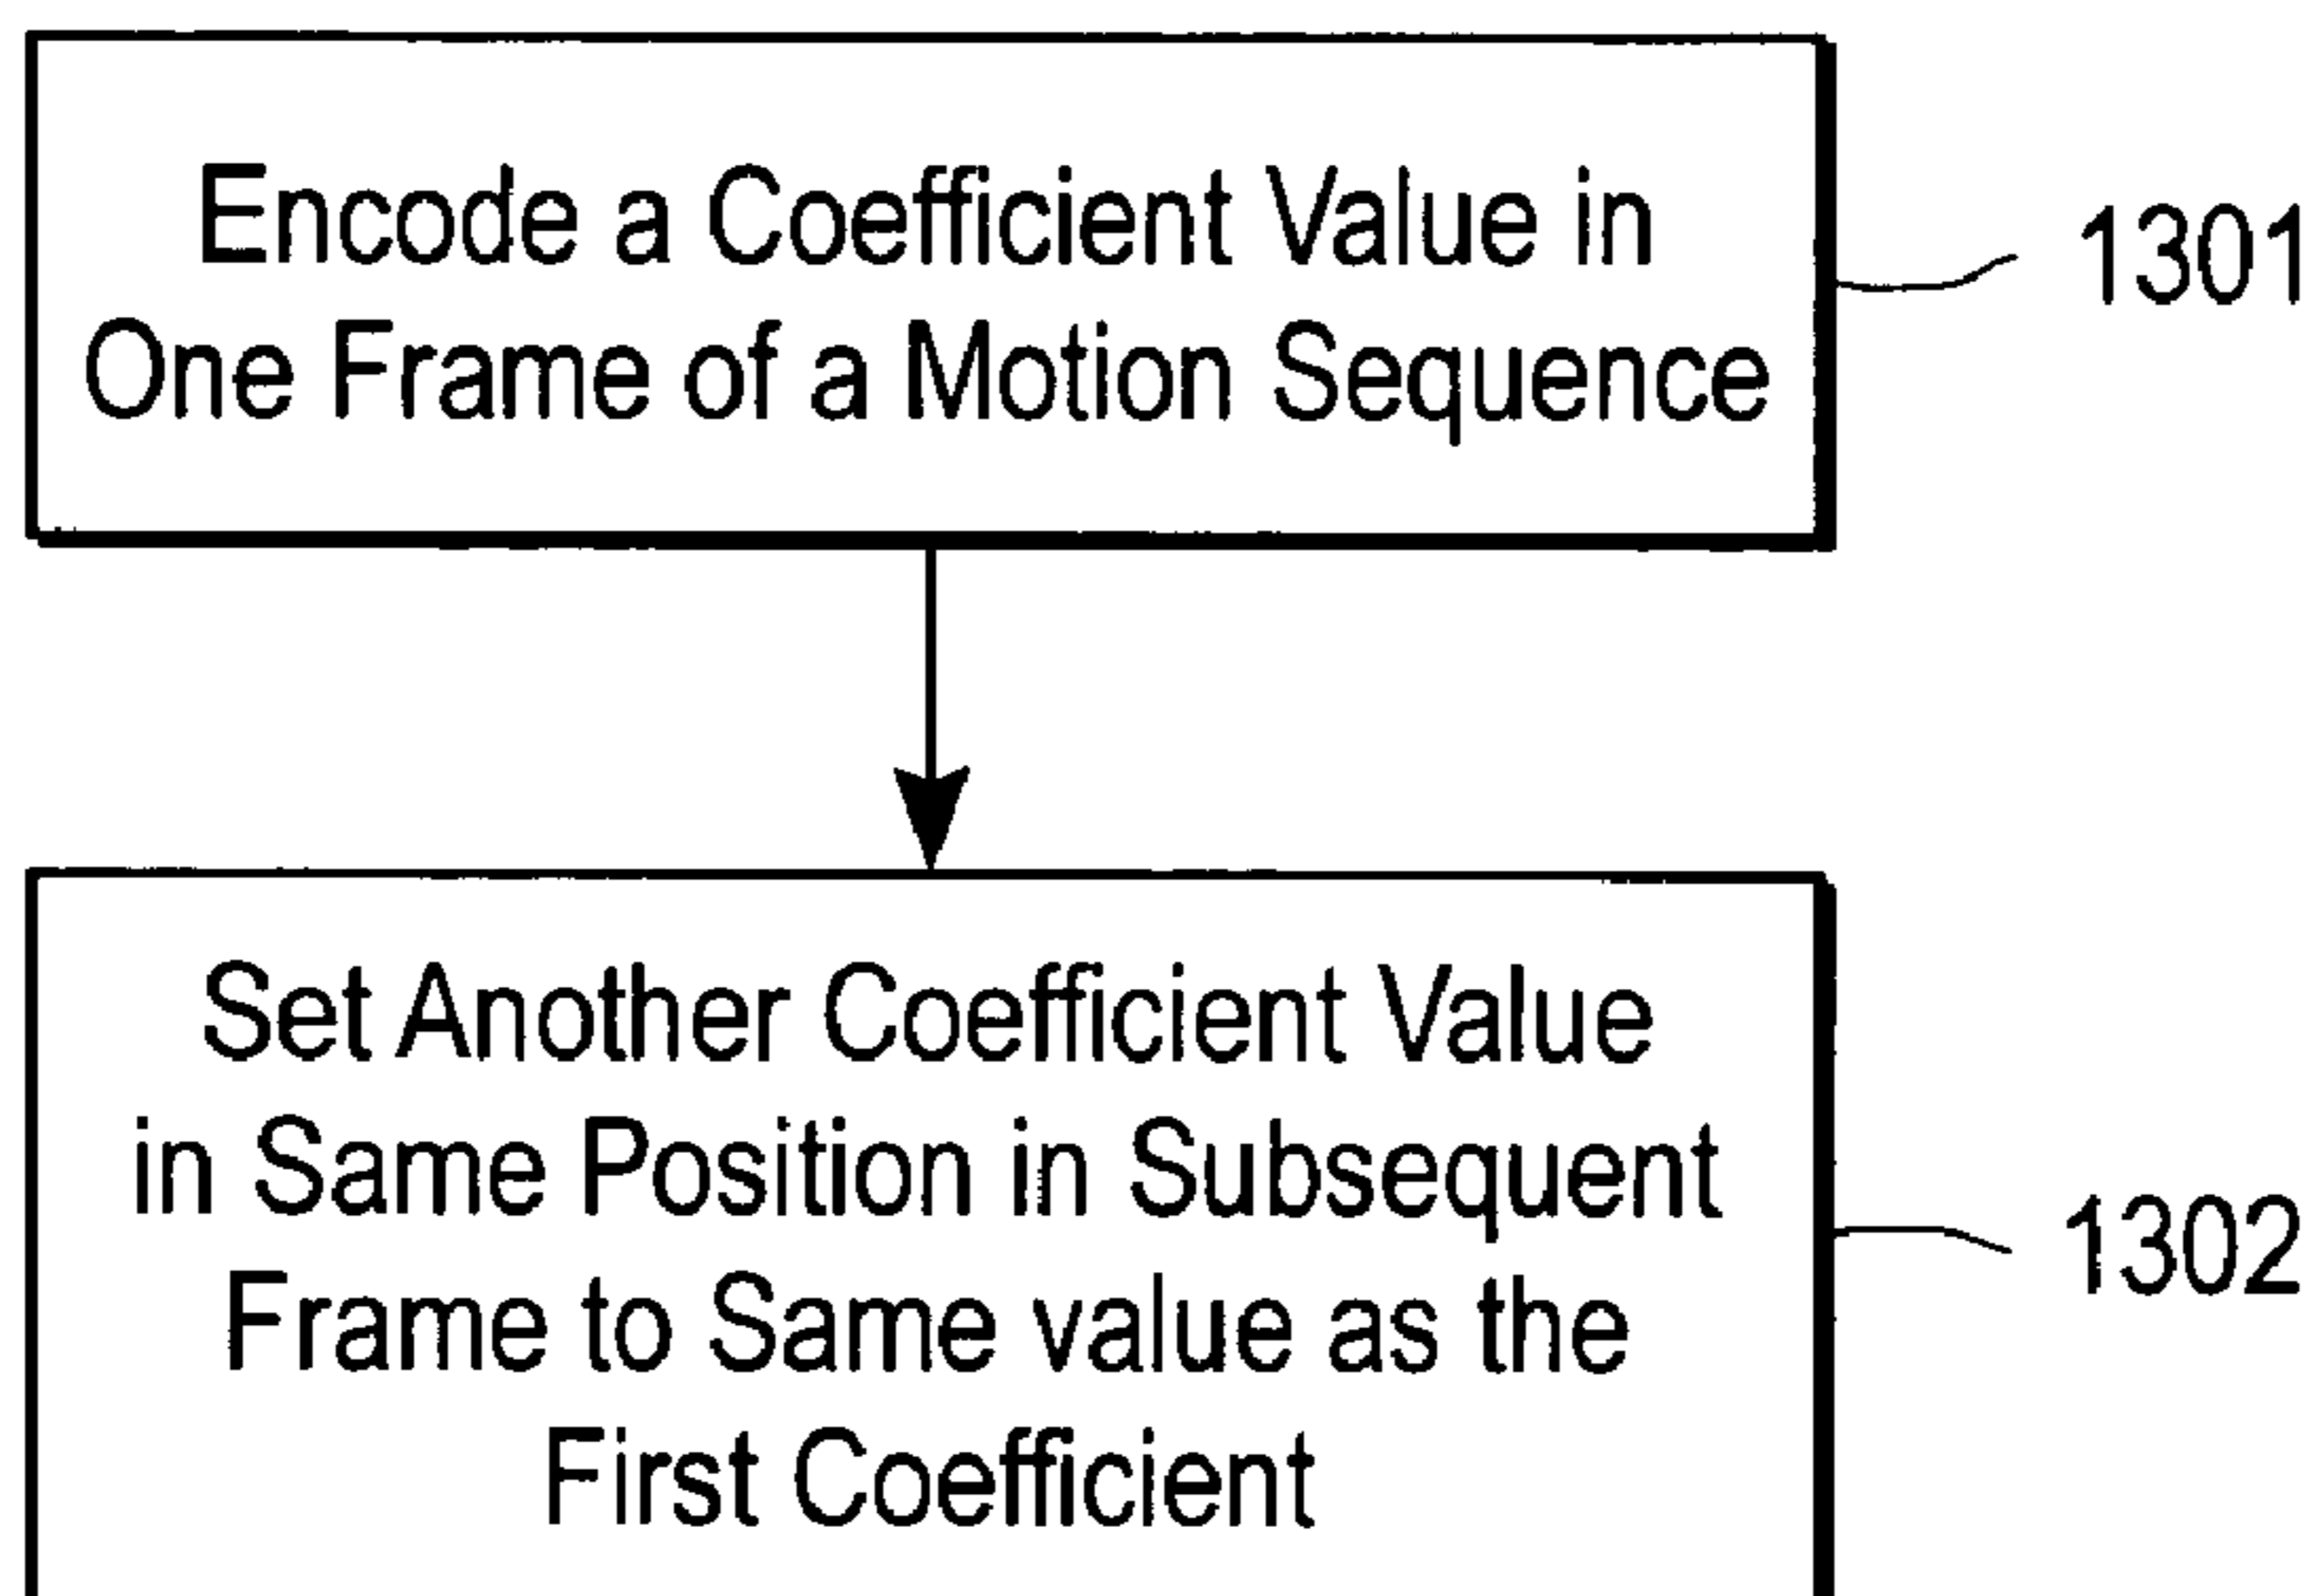 Encode a Coefficient Value in
One Frame of a Motion Sequence
1301
Set Another Coefficient Value
in Same Position in Subsequent
Frame to Same value as the
First Coefficient
1302